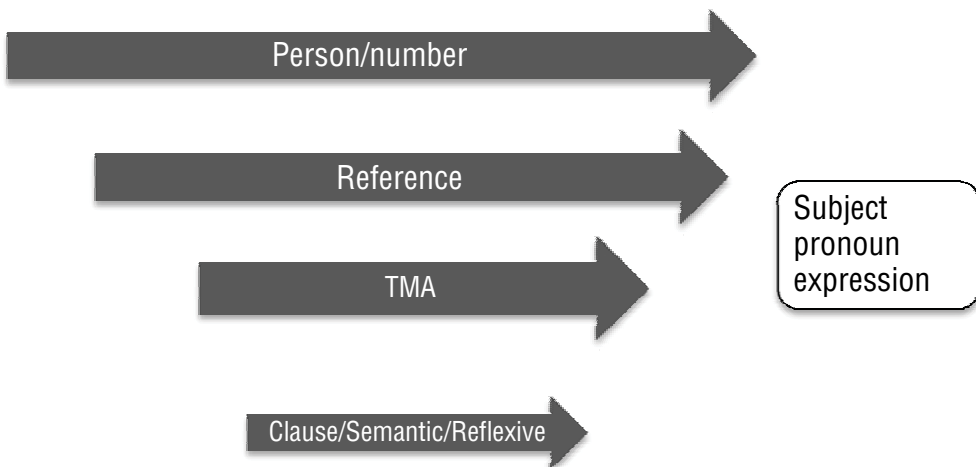 Person/number
Reference
TMA
Clause/Semantic/Reflexive
Subject
pronoun
expression